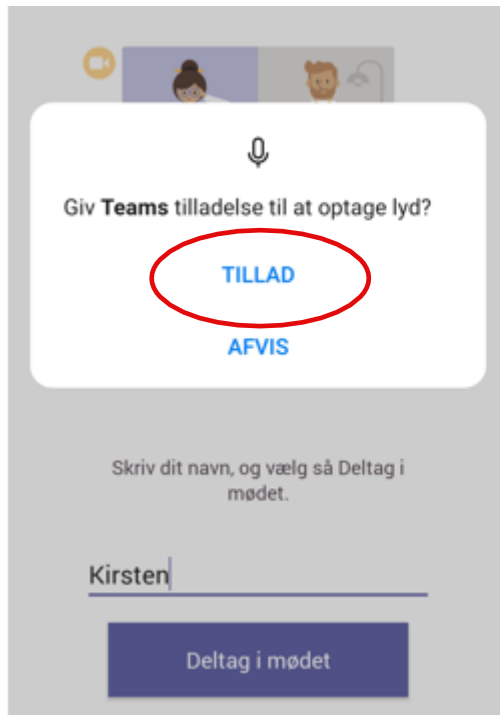 Giv Teams tilladelse til at optage lyd?
TILLAD
AFVIS
Skriv dit navn, og vælg så Deltag i
mødet.
Kirsten
Deltag i mødet